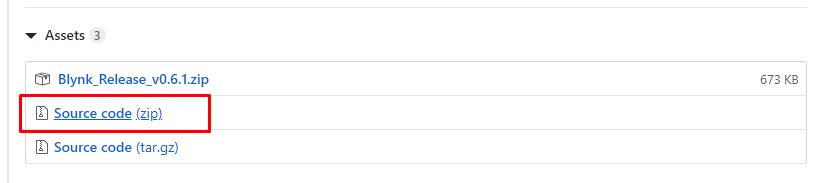 Assets 3
Blynk_Release_v0.6.1.zip 673 KB
Source code (zip)
Source code (tar.gz)